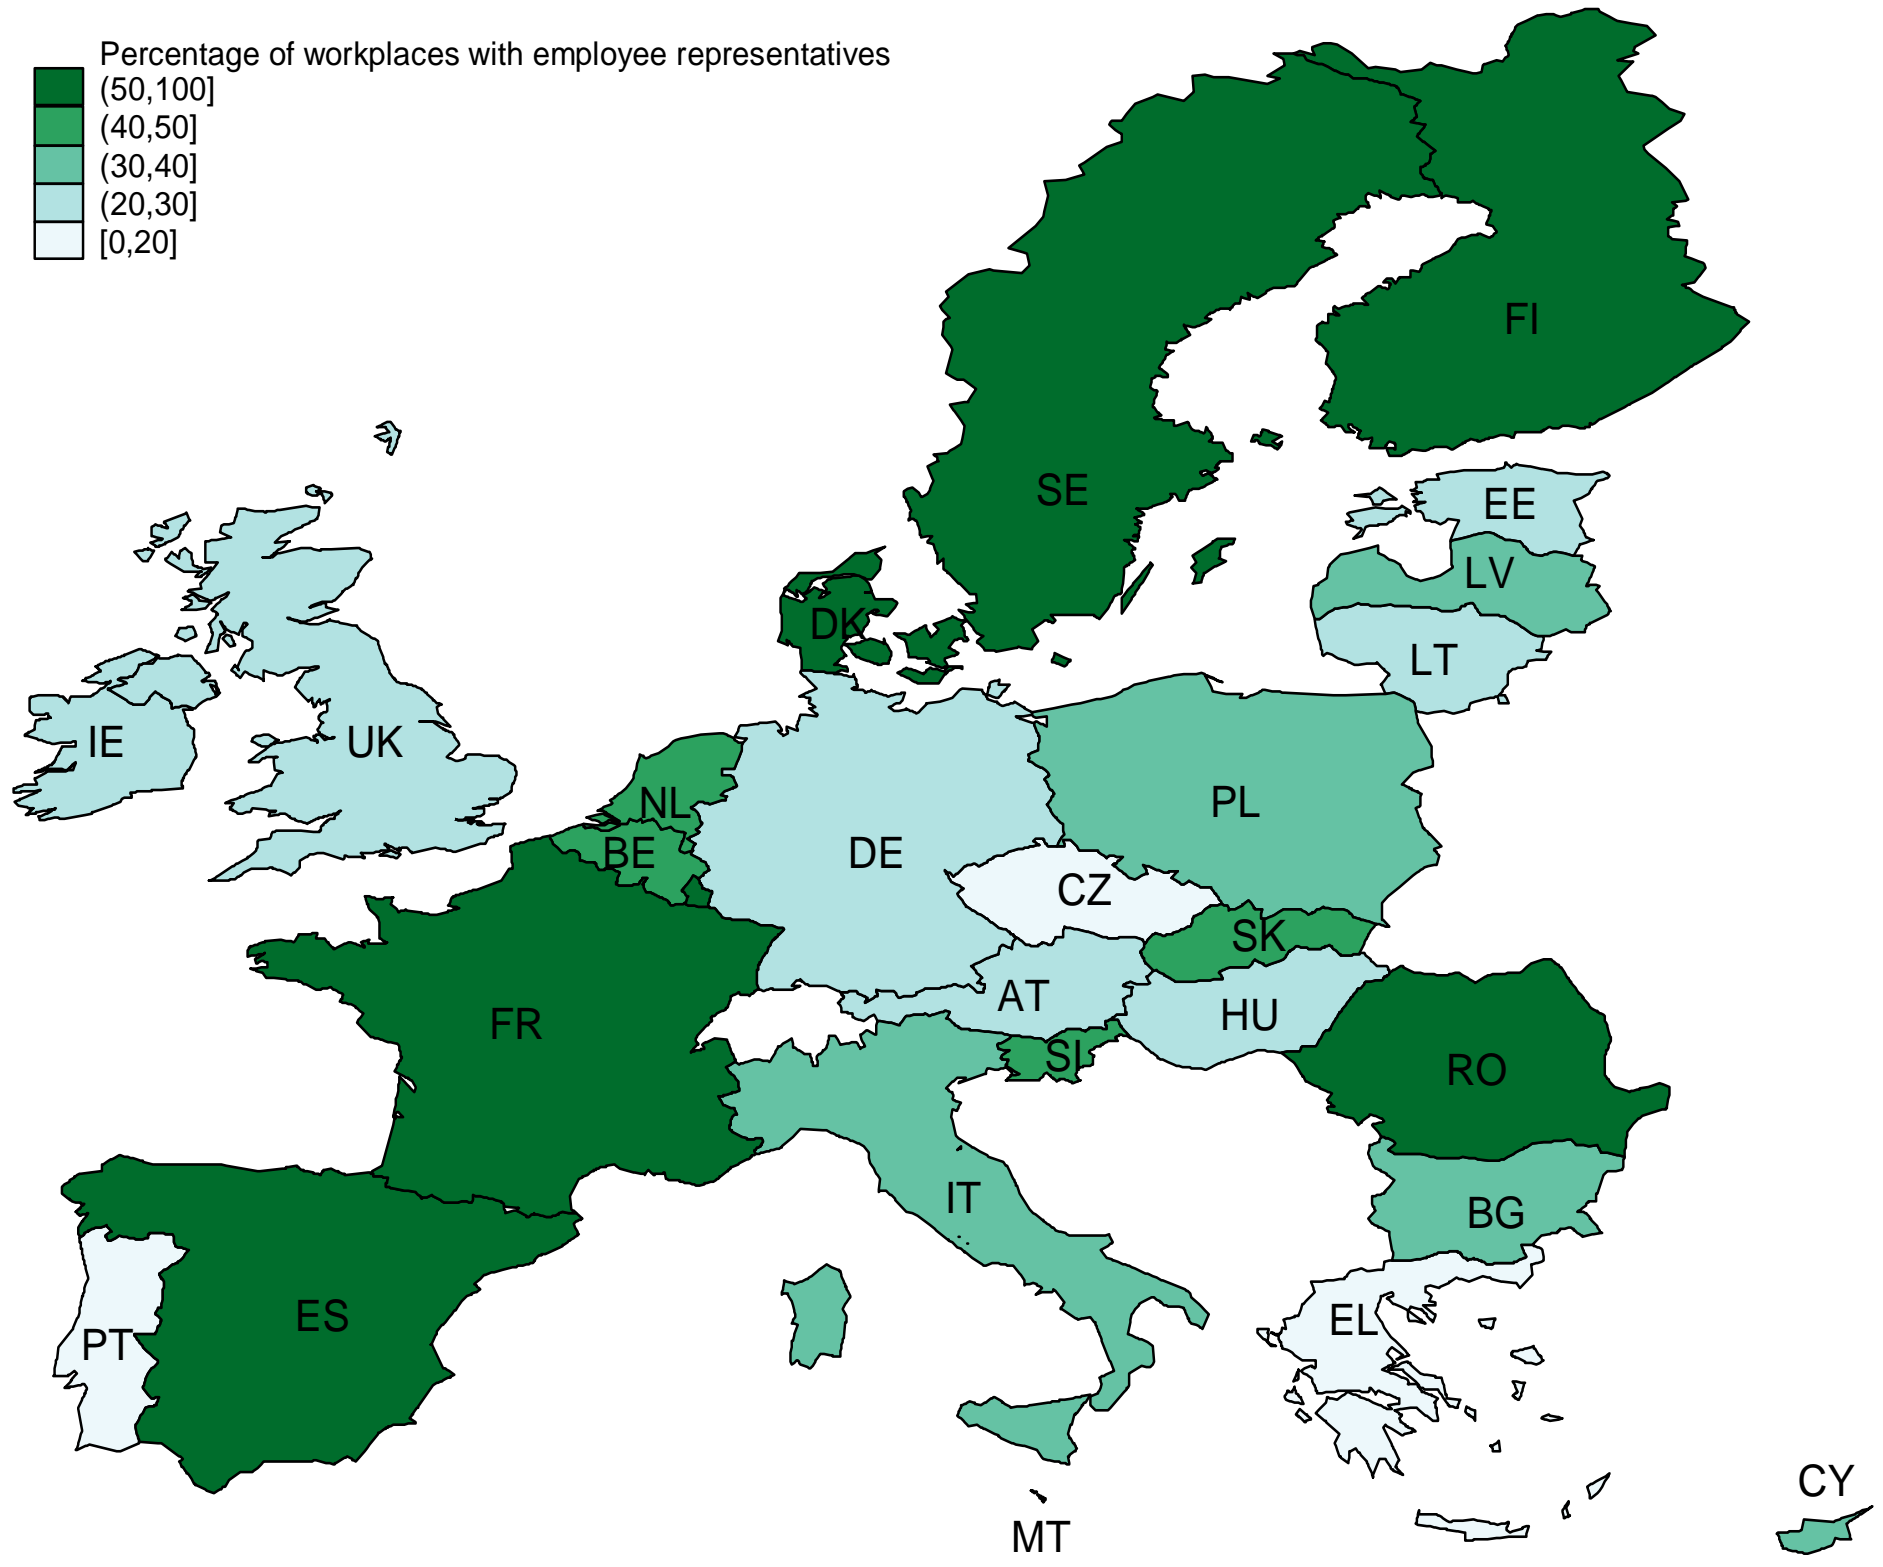 Percentage of workplaces with employee representatives
(50,100]
(40,50]
(30,40]
(20,30]
[0,20]
FI
SE
EE
LV
DK
LT
IE
UK
NL
PL
BE
DE
CZ
SK
AT
HU
FR
SI
RO
IT
BG
ES
EL
PT
CY
MT